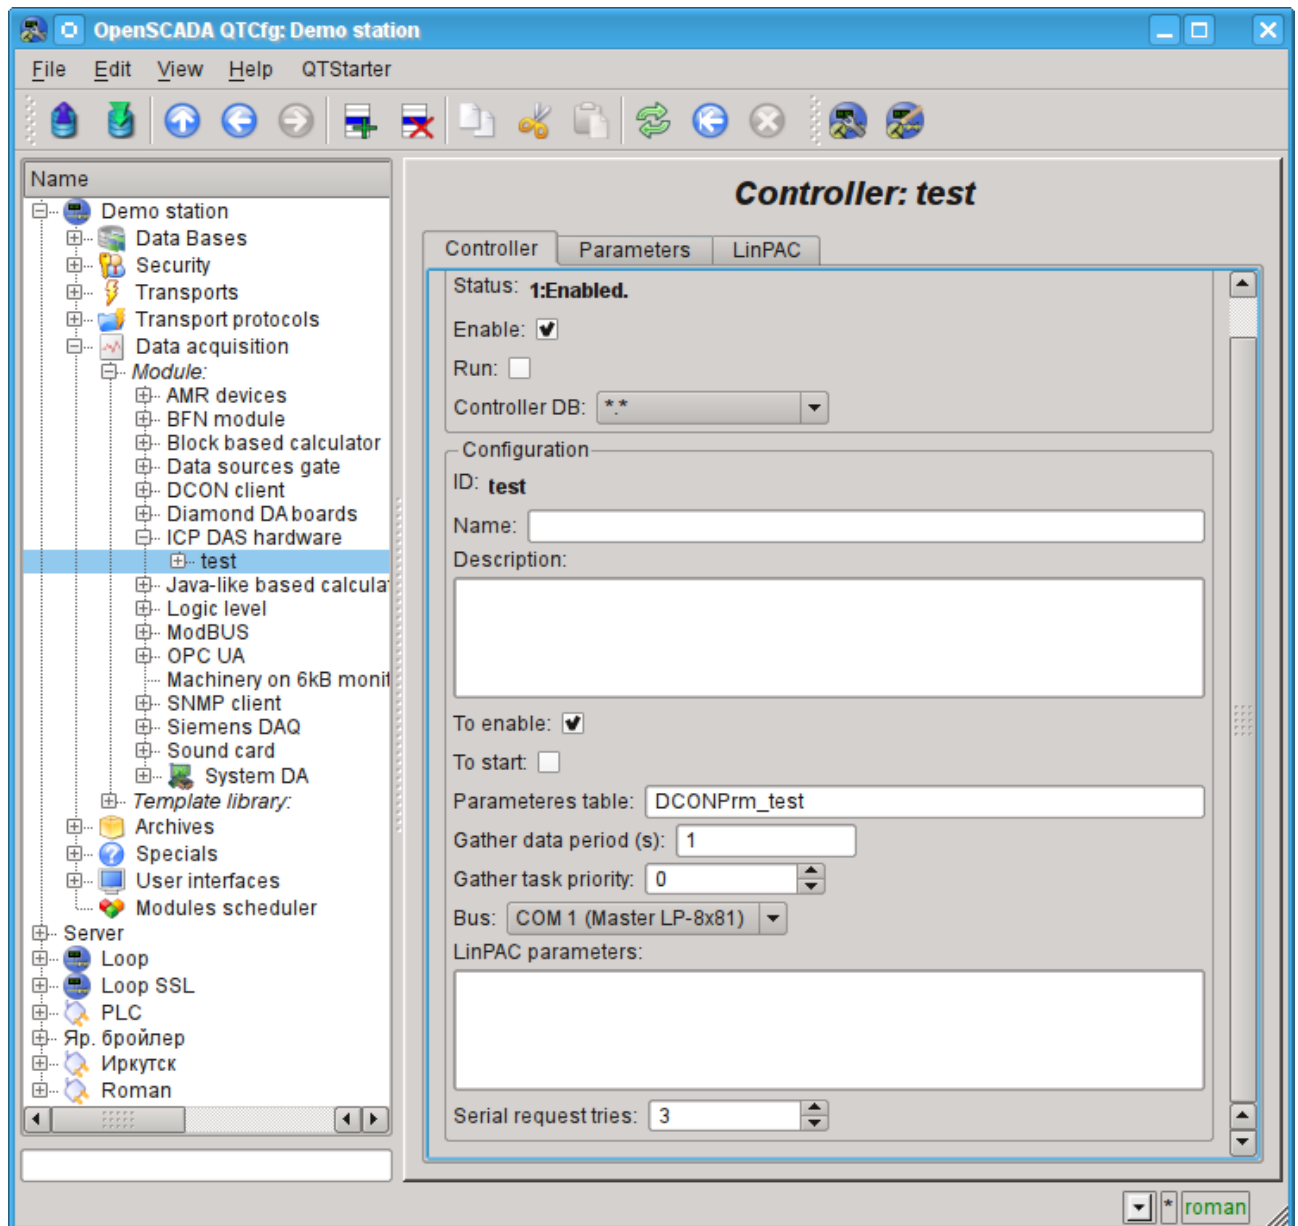 OpenSCADA QTCfg: Demo station
File Edit View Help QTStarter
Name
Demo station
Data Bases
Security
Transports
Transport protocols
Data acquisition
Module:
AMR devices
BFN module
Block based calculator
Data sources gate
DCON client
Diamond DA boards
ICP DAS hardware
test
Java-like based calculat
Logic level
ModBUS
OPC UA
Machinery on 6kB monit
SNMP client
Siemens DAQ
Sound card
System DA
Template library:
Archives
Specials
User interfaces
Modules scheduler
Server
Loop
Loop SSL
PLC
Яр. бройлер
Иркутск
Roman
Controller: test
Controller Parameters LinPAC
Status: 1:Enabled.
Enable:
Run:
Controller DB: *.*
Configuration
ID: test
Name:
Description:
To enable:
To start:
Parameteres table: DCONPrm_test
Gather data period (s): 1
Gather task priority: 0
Bus: COM 1 (Master LP-8x81)
LinPAC parameters:
Serial request tries: 3
* roman